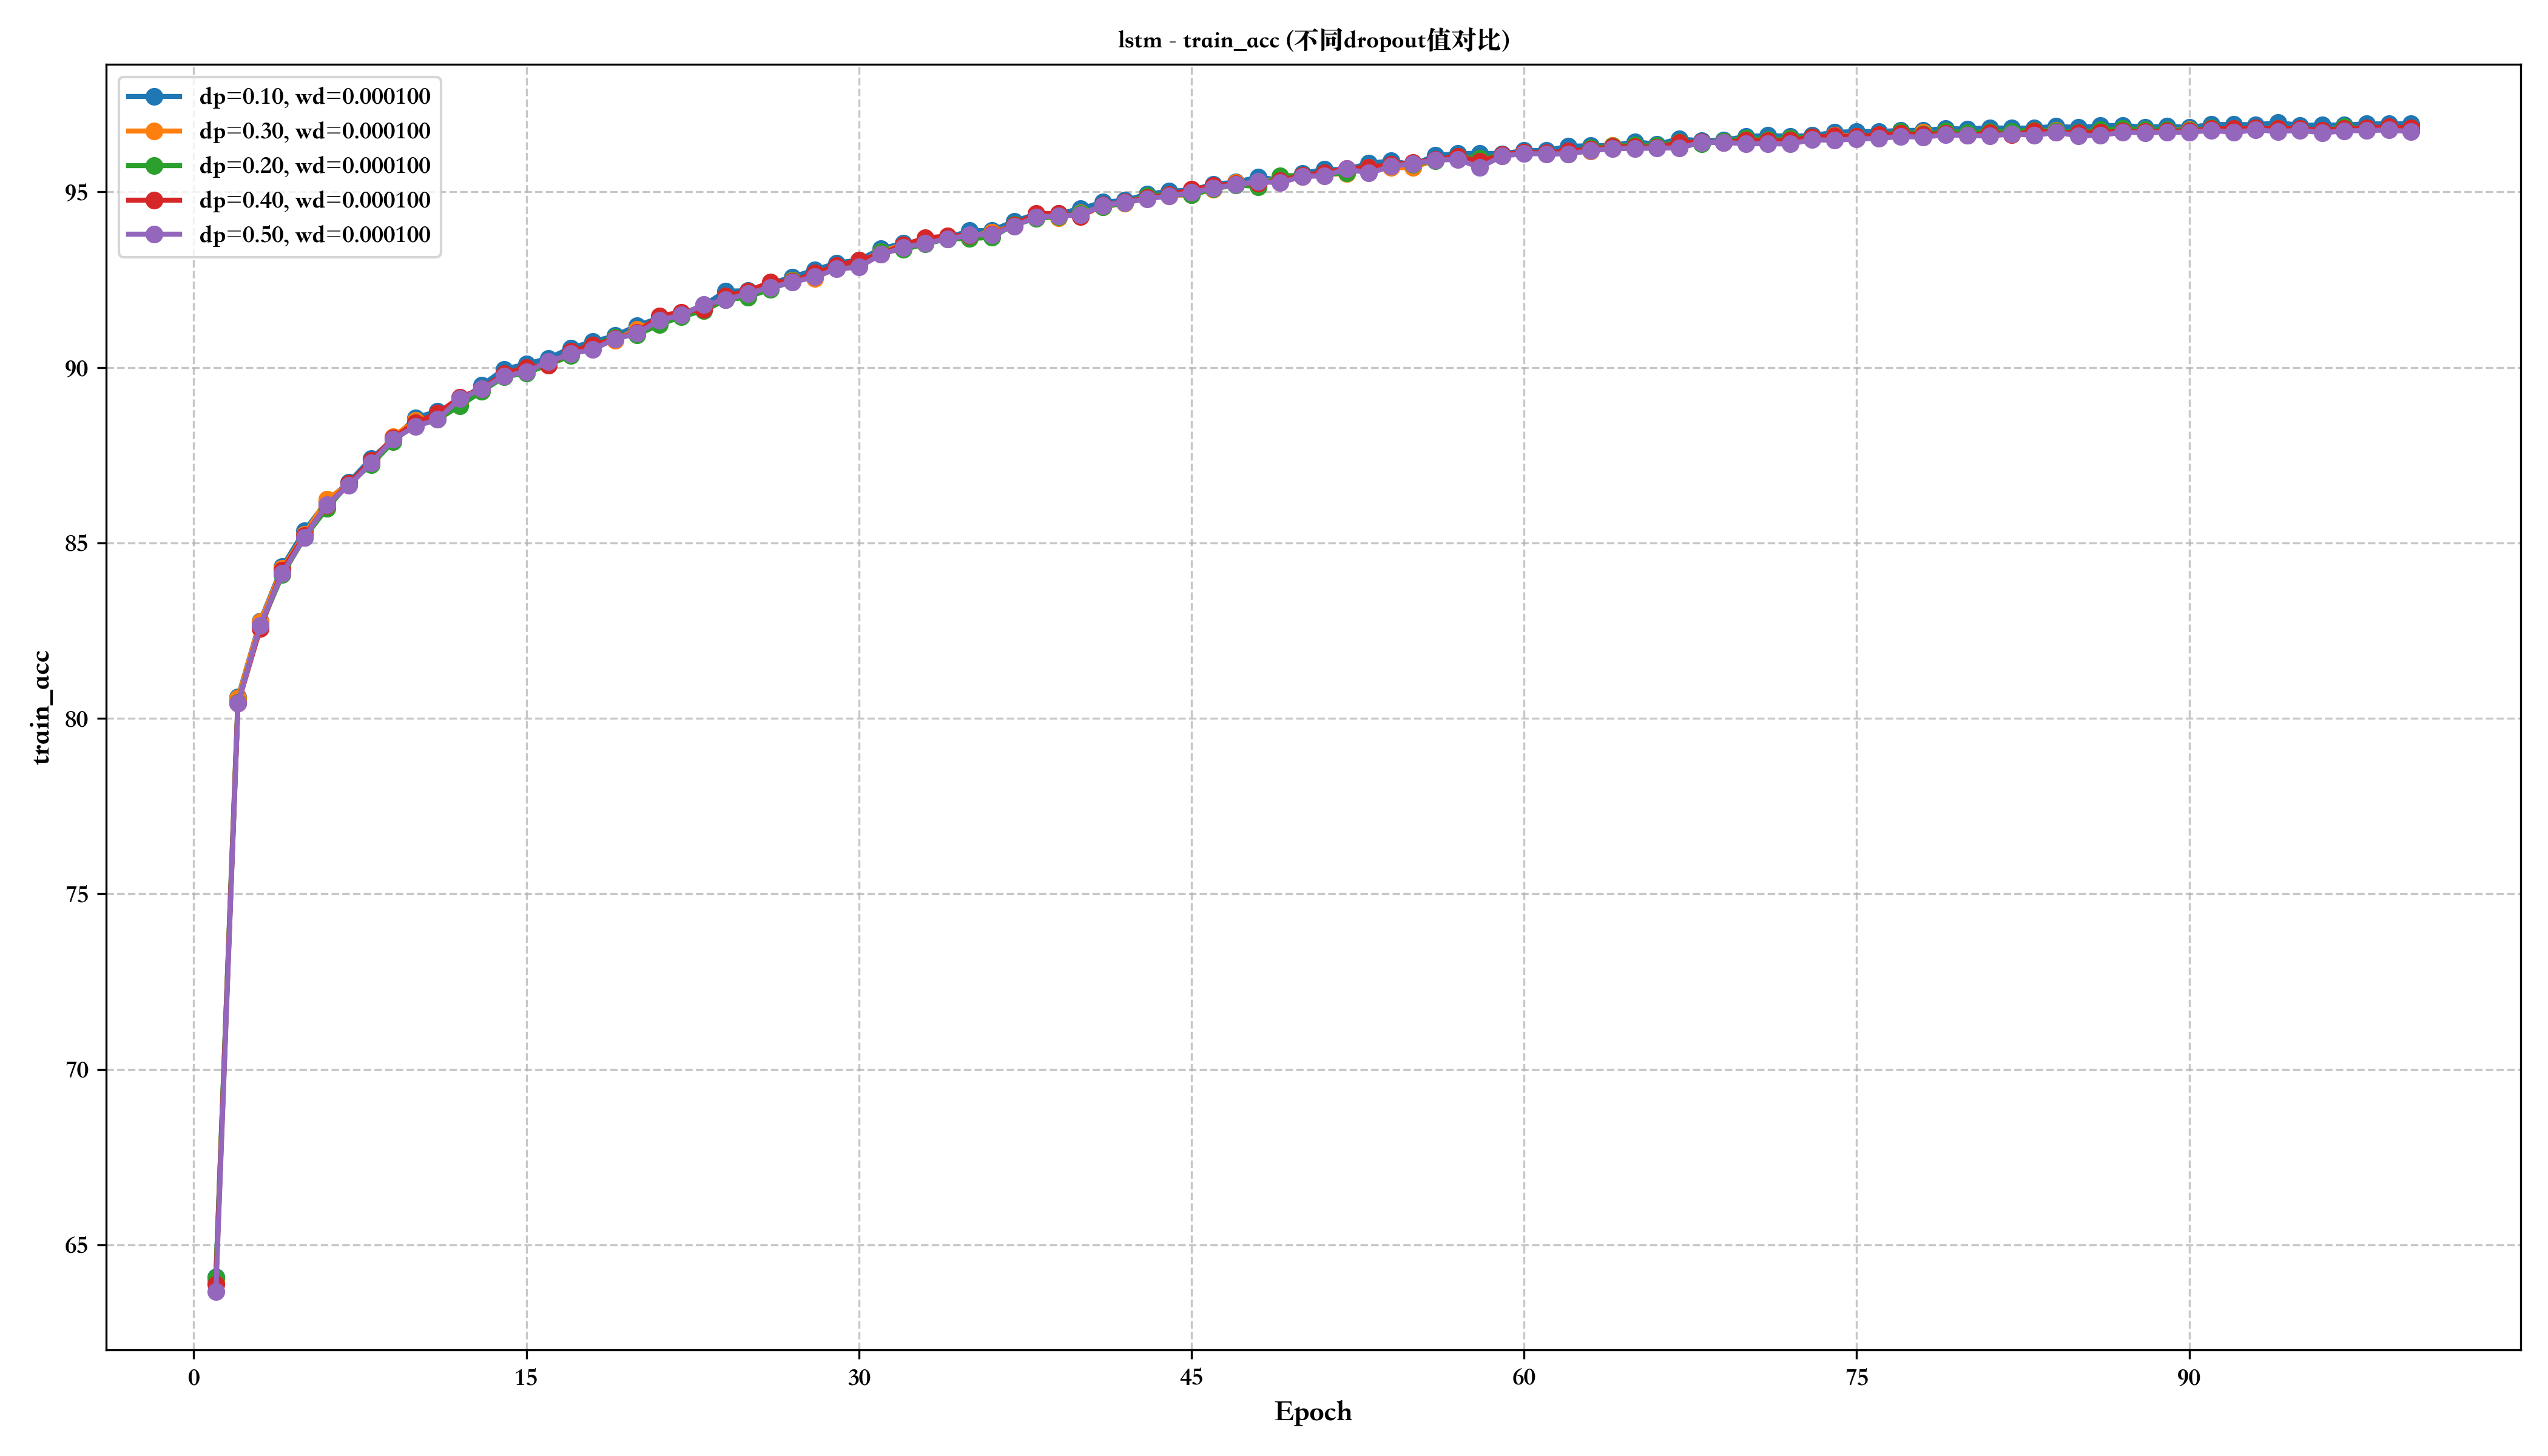 lstm - train_acc (不同dropout值对比)
dp=0.10, wd=0.000100
dp=0.30, wd=0.000100
dp=0.20, wd=0.000100
dp=0.40, wd=0.000100
dp=0.50, wd=0.000100
train_acc
95
90
85
80
75
70
65
0 15 30 45 60 75 90
Epoch